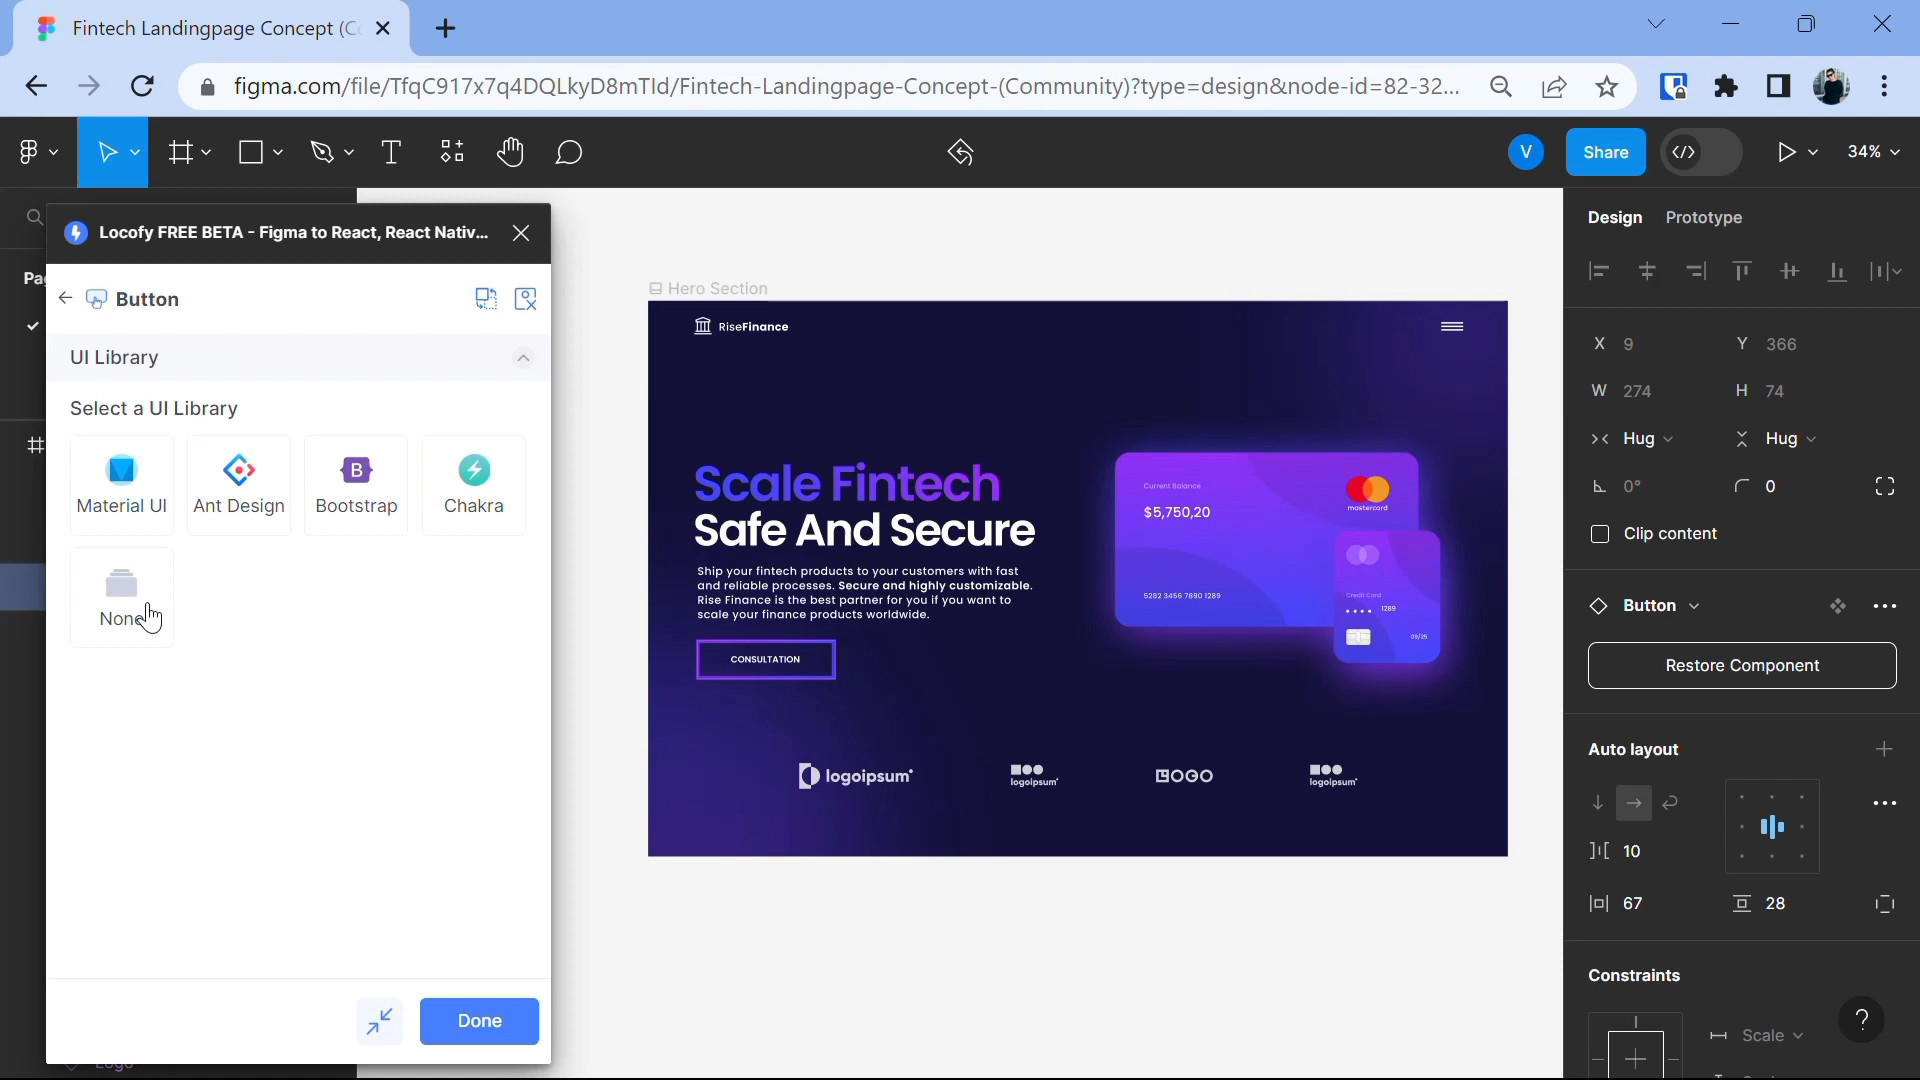 Fintech Landingpage Concept (Co
figma.com/file/TfqC917x7q4DQLkyD8mTId/Fintech-Landingpage-Concept-(Community)?type=design&node-id=82-32...
V
Share
34%
Locofy FREE BETA - Figma to React, React Nativ...
Pag
Button
UI Library
Select a UI Library
Material UI
Ant Design
B
Bootstrap
Chakra
None
Done
Logo
Hero Section
RiseFinance
Scale Fintech
Safe And Secure
Ship your fintech products to your customers with fast
and reliable processes. Secure and highly customizable.
Rise Finance is the best partner for you if you want to
scale your finance products worldwide.
CONSULTATION
Current Balance
$5,750,20
mastercard
5282 3456 7890 1289
Credit Card
1289
09/25
logoipsum
logoipsum
LOGO
logoipsum
Design Prototype
X 9 Y 366
W 274 H 74
Hug Hug
0° 0
Clip content
Button
Restore Component
Auto layout
10
67 28
Constraints
Scale
?